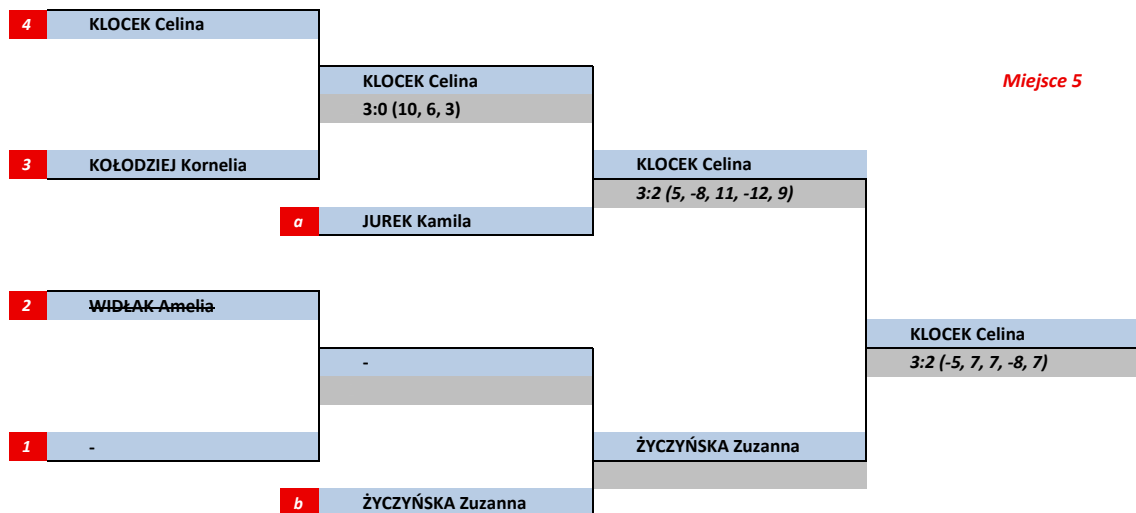 4 KLOCEK Celina
KLOCEK Celina
Miejsce 5
3:0 (10, 6, 3)
3 KOŁODZIEJ Kornelia
KLOCEK Celina
3:2 (5, -8, 11, -12, 9)
a JUREK Kamila
2 WIDŁAK Amelia
KLOCEK Celina
-
3:2 (-5, 7, 7, -8, 7)
1 -
ŻYCZYŃSKA Zuzanna
b ŻYCZYŃSKA Zuzanna